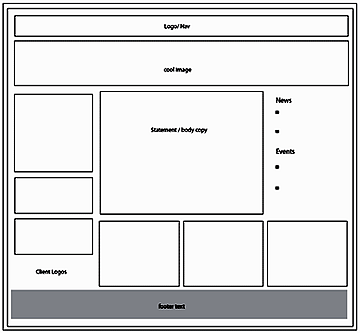 Logo/ Nav
cool image
Statement / body copy
News
Events
Client Logos
footer text